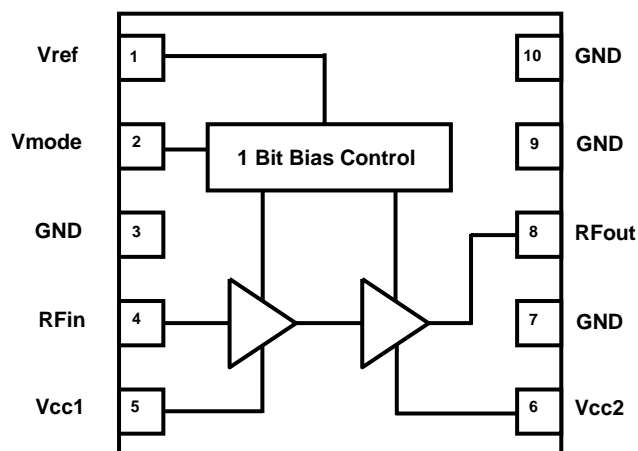 Vref 1
10 GND
Vmode 2
1 Bit Bias Control
9 GND
GND 3
8 RFout
RFin 4
7 GND
Vcc1 5
6 Vcc2